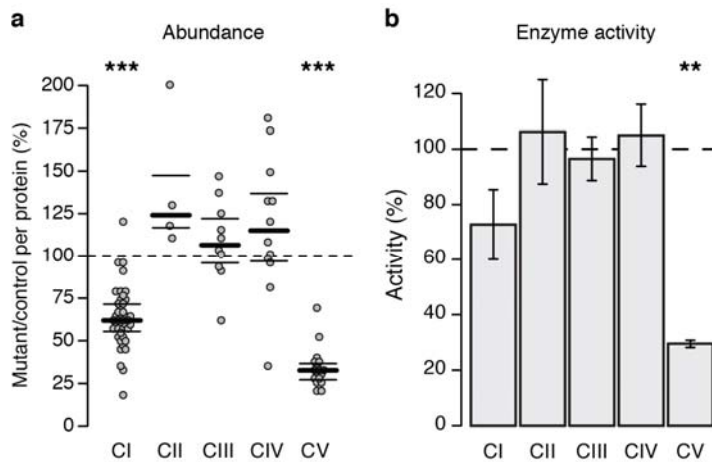 a
Abundance
***
***
Mutant/control per protein (%)
200
175
150
125
100
75
50
25
0
CI CII CIII CIV CV
b
Enzyme activity
**
Activity (%)
120
100
80
60
40
20
0
CI CII CIII CIV CV